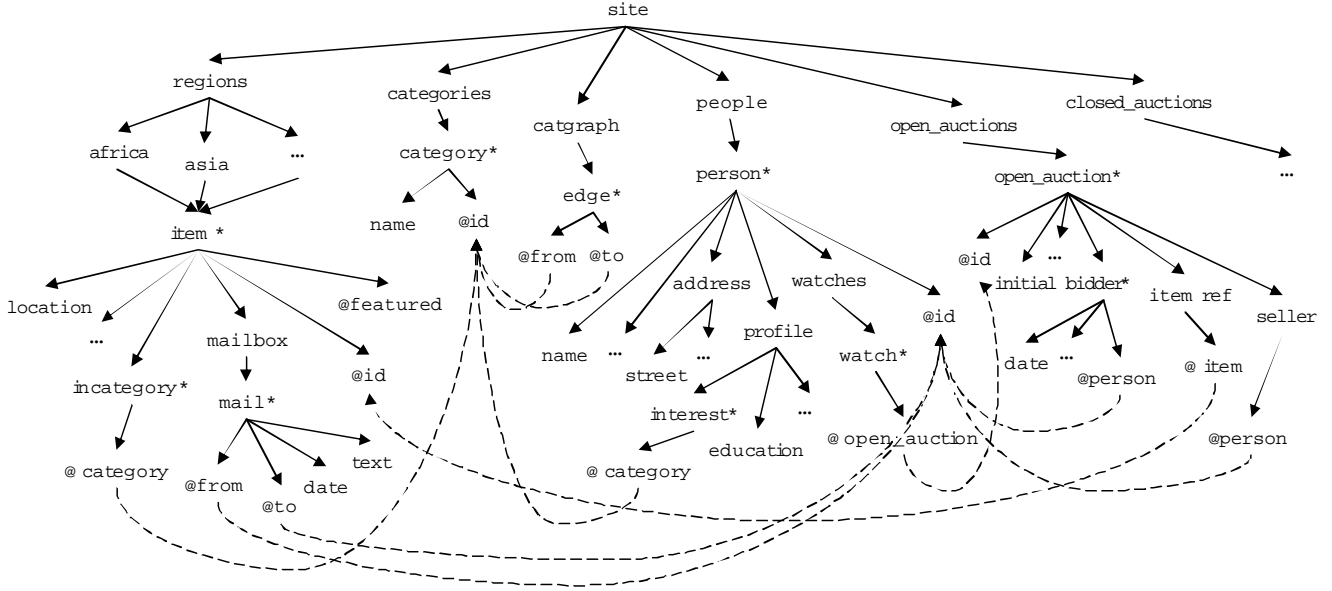 site
regions
categories
catgraph
people
open_auctions
closed_auctions
africa
asia
...
category*
edge*
person*
open_auction*
...
item *
name
@id
@from
@to
location
...
incategory*
mailbox
@id
@featured
mail*
@ category
@from
@to
date
text
name
...
address
street
...
profile
interest*
education
...
@ category
watches
watch*
@ open_auction
@id
@id
initial
...
bidder*
item ref
seller
date
...
@person
@ item
@person